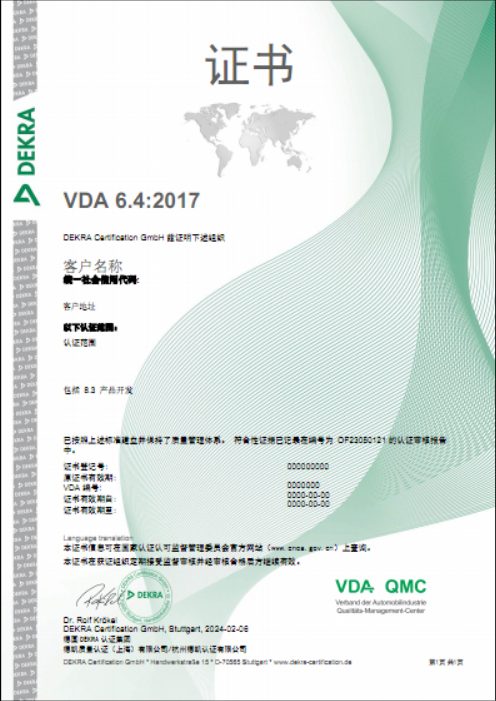 证书
DEKRA
VDA 6.4:2017
DEKRA Certification GmbH 兹证明下述组织
客户名称
统一社会信用代码:
客户地址
以下认证范围:
认证范围
包括 8.3 产品开发
已按照上述标准建立并保持了质量管理体系。 符合性证据已记录在编号为 OF23050121 的认证审核报告
中。
证书登记号: 000000000
原证书有效期:
VDA 编号: 0000000
证书有效期自: 0000-00-00
证书有效期至: 0000-00-00
Language translation
本证书信息可在国家认证认可监督管理委员会官方网站（www.cnca.gov.cn）上查询。
本证书在获证组织定期接受监督审核并经审核合格后方继续有效。
DEKRA
VDA QMC
Verband der Automobilindustrie
Qualitäts-Management-Center
Dr. Rolf Krökel
DEKRA Certification GmbH, Stuttgart, 2024-02-06
德国 DEKRA 认证集团
德凯质量认证（上海）有限公司/杭州德凯认证有限公司
DEKRA Certification GmbH * Handwerkstraße 15 * D-70565 Stuttgart * www.dekra-certification.de 第1页 共1页